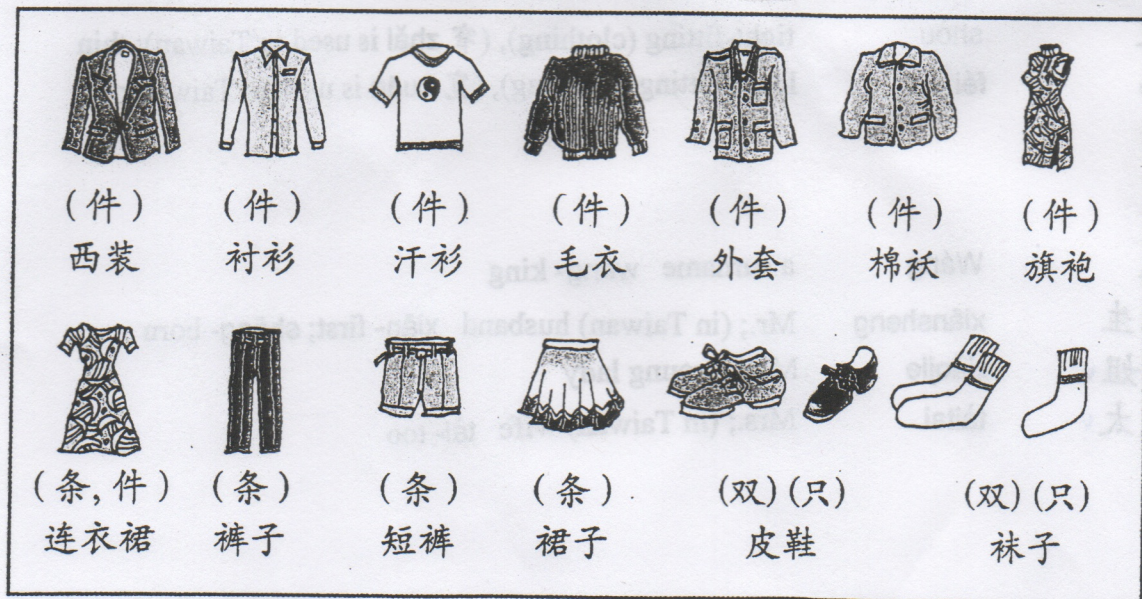 (件) (件) (件) (件) (件) (件) (件)
西装 衬衫 汗衫 毛衣 外套 棉袄 旗袍
(条, 件) (条) (条) (条) (双) (只) (双) (只)
连衣裙 裤子 短裤 裙子 皮鞋 袜子